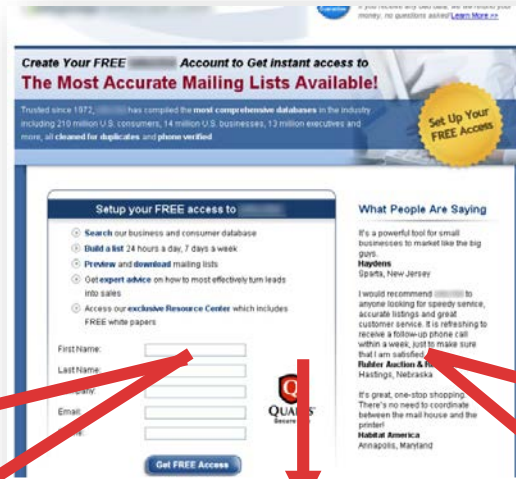 If you receive any bad data, we will refund your
money, no questions asked! Learn More >>
Guarantee
Create Your FREE Account to Get Instant access to
The Most Accurate Mailing Lists Available!
Trusted since 1972, has compiled the most comprehensive databases in the industry
including 210 million U.S. consumers, 14 million U.S. businesses, 13 million executives and
more, all cleaned for duplicates and phone verified
Set Up Your
FREE Access
Setup your FREE access to
Search our business and consumer database
Build a list 24 hours a day, 7 days a week
Preview and download mailing lists
Get expert advice on how to most effectively turn leads
into sales
Access our exclusive Resource Center which includes
FREE white papers
First Name:
Last Name:
Email:
QUALYS
Secure
Get FREE Access
What People Are Saying
It's a powerful tool for small
businesses to market like the big
guys.
Haydens
Sparta, New Jersey
I would recommend to
anyone looking for speedy service,
accurate listings and great
customer service. It is refreshing to
receive a follow-up phone call
within a week, just to make sure
that I am satisfied.
Auction &
Hastings, Nebraska
It's great, one-stop shopping.
There's no need to coordinate
between the mail house and the
printer!
Habitat America
Annapolis, Maryland